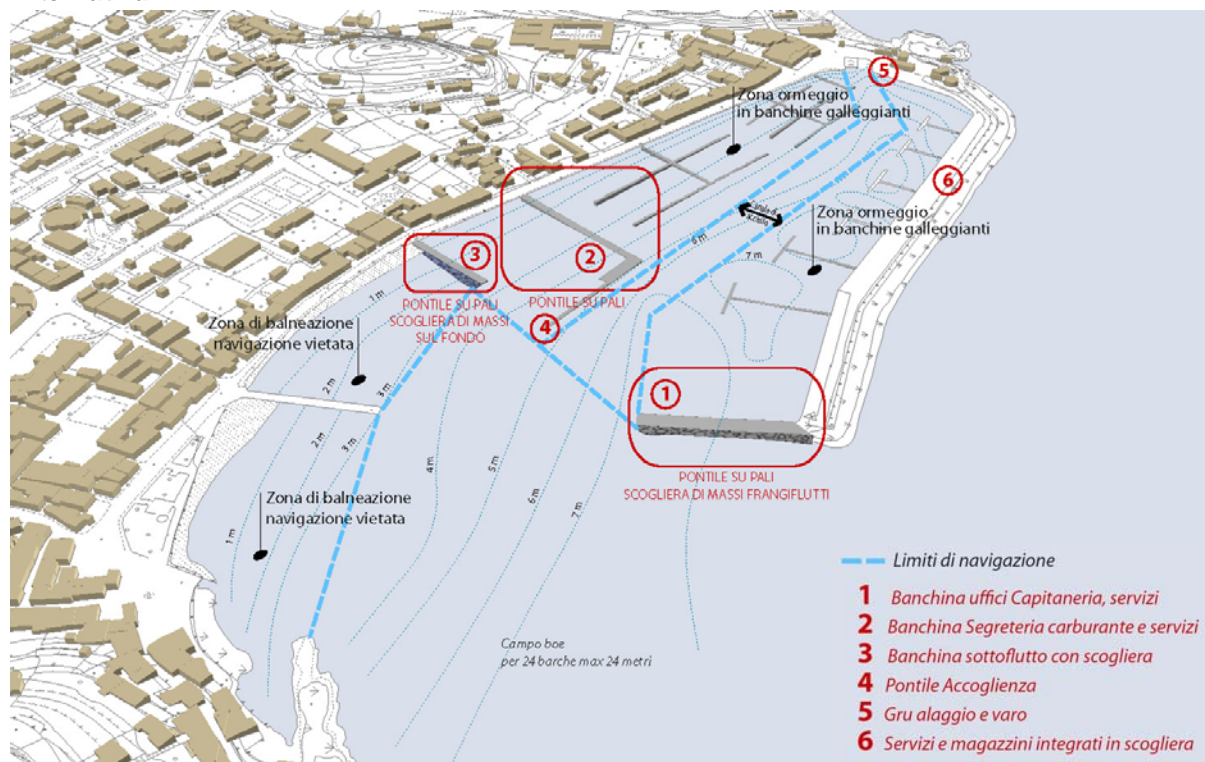 5
Zona ormeggio
in banchine galleggianti
6
Zona ormeggio
in banchine galleggianti
6 m
7 m
3
2
PONTILE SU PALI
SCOGLIERA DI MASSI
SUL FONDO
PONTILE SU PALI
4
1 m
Zona di balneazione
navigazione vietata
2 m
3 m
1
2 m
3 m
4 m
5 m
6 m
7 m
1 m
PONTILE SU PALI
SCOGLIERA DI MASSI FRANGIFLUTTI
Zona di balneazione
navigazione vietata
Campo boe
per 24 barche max 24 metri
Limiti di navigazione
1 Banchina uffici Capitaneria, servizi
2 Banchina Segreteria carburante e servizi
3 Banchina sottoflutto con scogliera
4 Pontile Accoglienza
5 Gru alaggio e varo
6 Servizi e magazzini integrati in scogliera